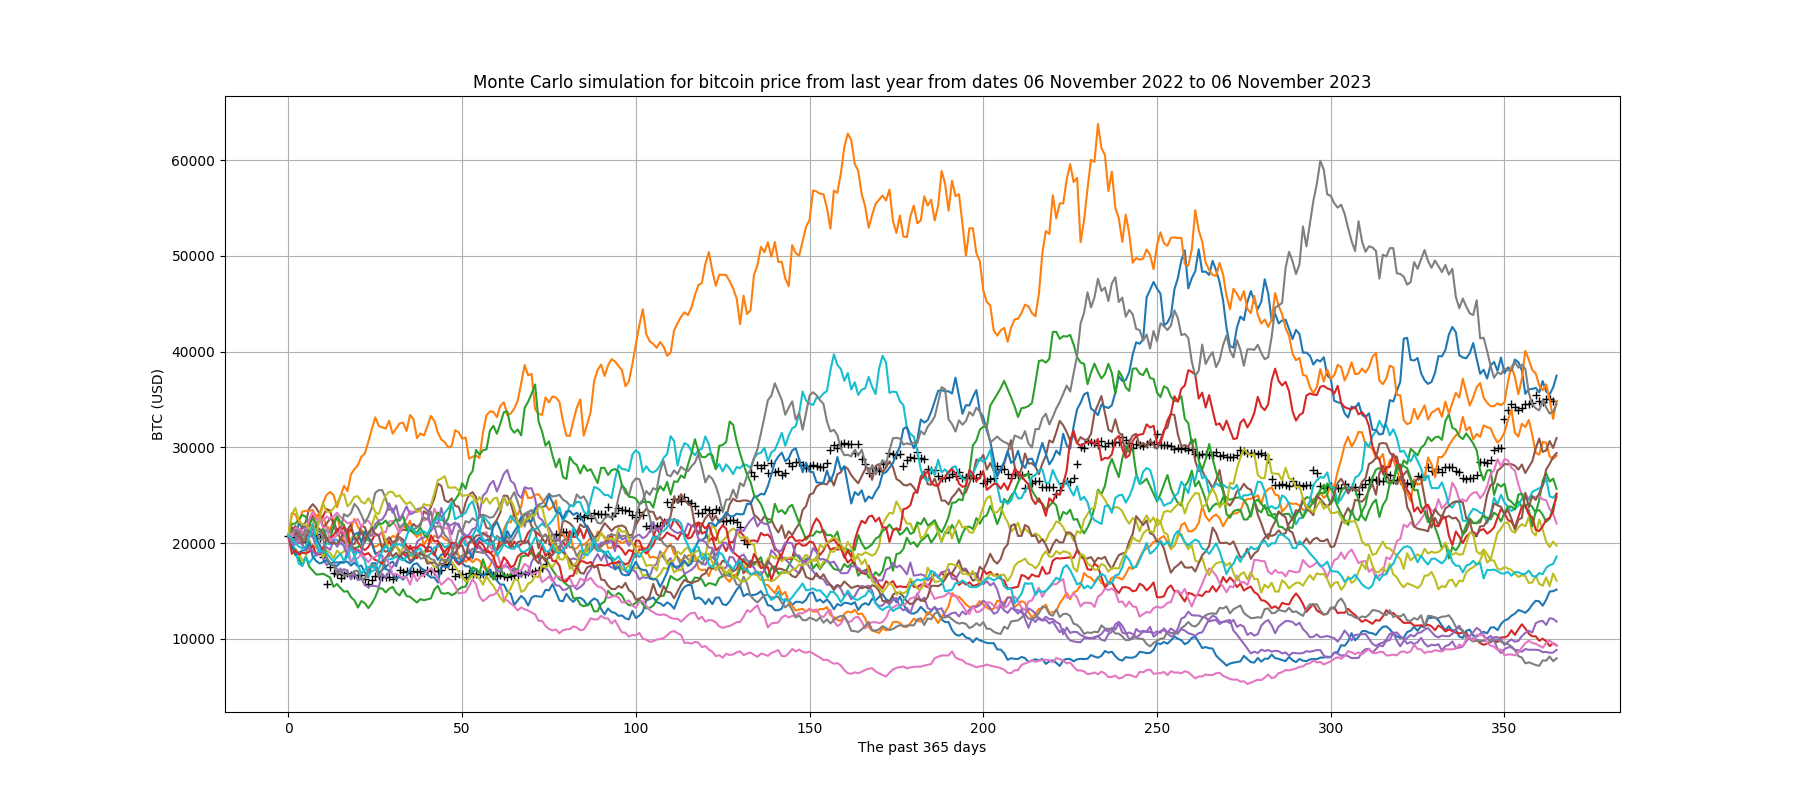 Monte Carlo simulation for bitcoin price from last year from dates 06 November 2022 to 06 November 2023
60000
50000
40000
30000
20000
10000
BTC (USD)
0 50 100 150 200 250 300 350
The past 365 days